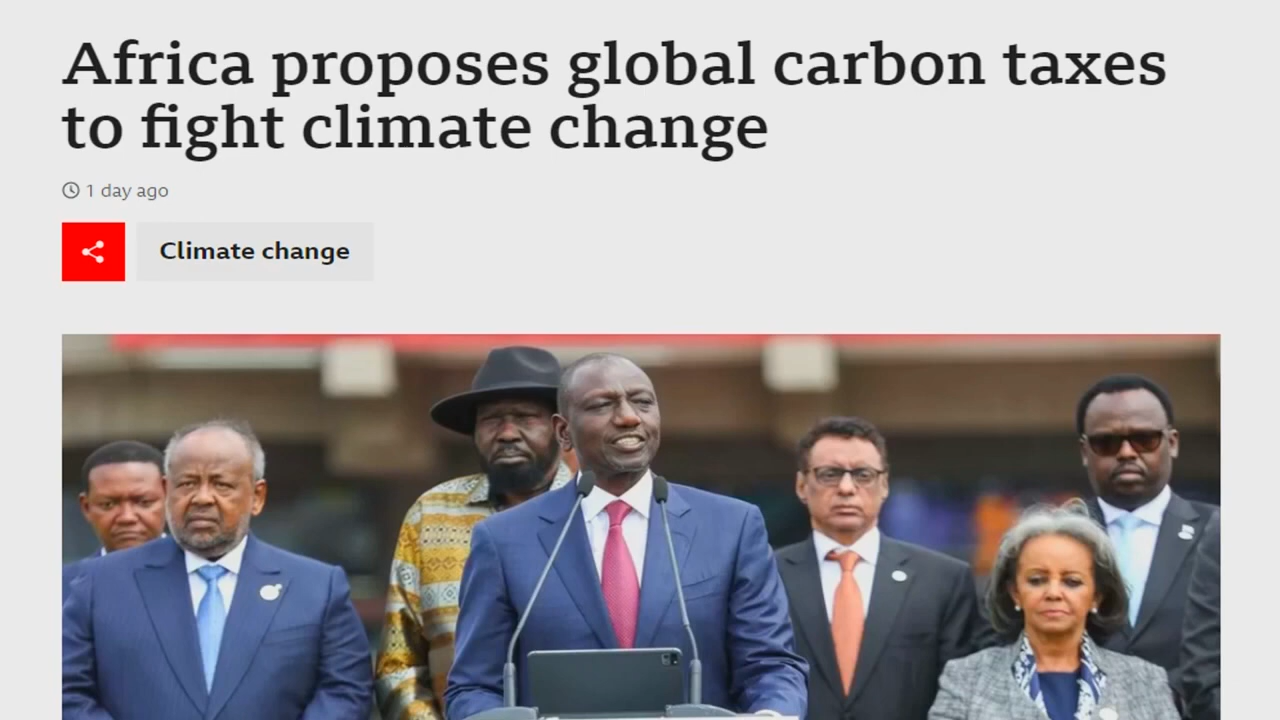 Africa proposes global carbon taxes
to fight climate change
1 day ago
Climate change